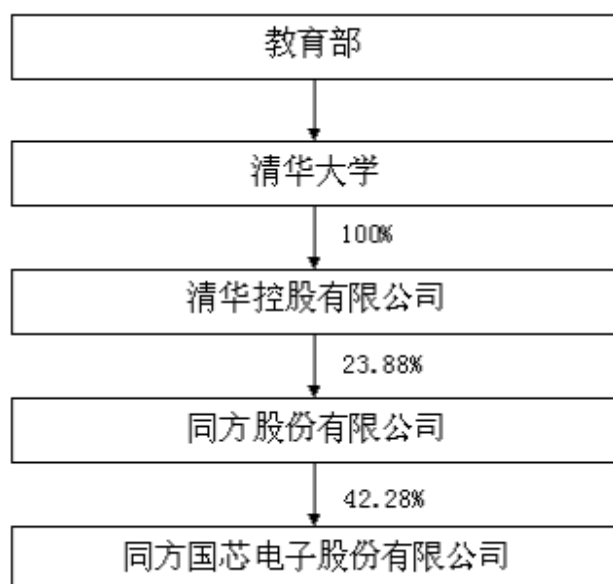 教育部
清华大学
100%
清华控股有限公司
23.88%
同方股份有限公司
42.28%
同方国芯电子股份有限公司